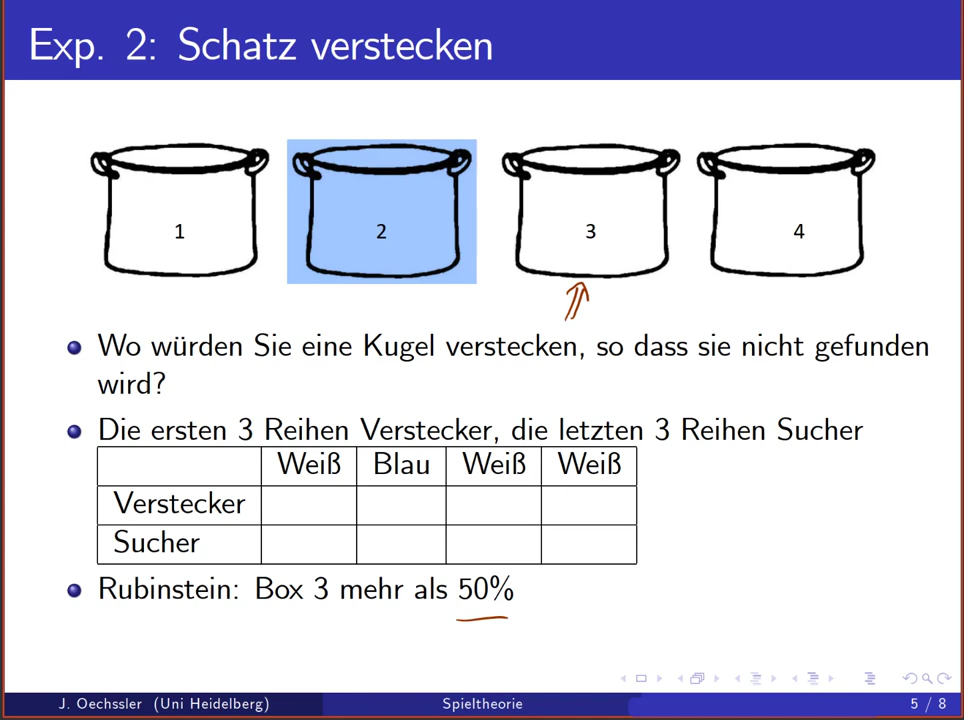 Exp. 2: Schatz verstecken
1 2 3 4
Wo würden Sie eine Kugel verstecken, so dass sie nicht gefunden
wird?
Die ersten 3 Reihen Verstecker, die letzten 3 Reihen Sucher
Weiß Blau Weiß Weiß
Verstecker
Sucher
Rubinstein: Box 3 mehr als 50%
J. Oechssler (Uni Heidelberg) Spieltheorie 5 / 8